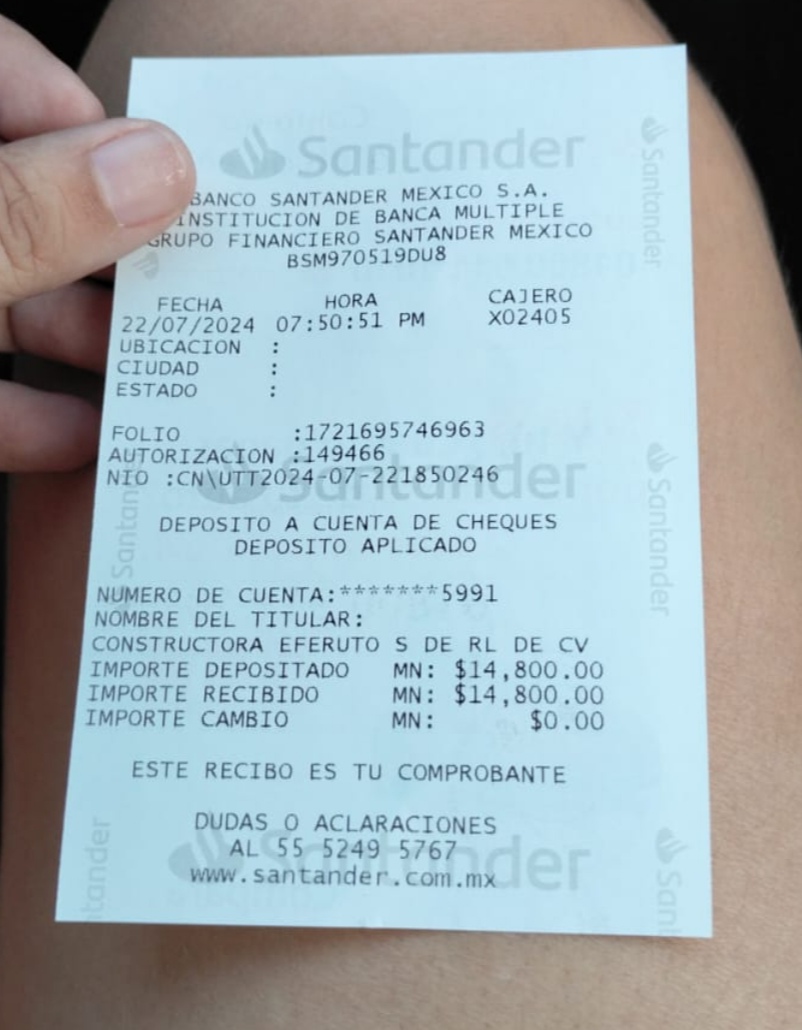 Santander
BANCO SANTANDER MEXICO S.A.
INSTITUCION DE BANCA MULTIPLE
GRUPO FINANCIERO SANTANDER MEXICO
BSM970519DU8
FECHA HORA CAJERO
22/07/2024 07:50:51 PM X02405
UBICACION :
CIUDAD :
ESTADO :
FOLIO :1721695746963
AUTORIZACION :149466
NIO :CN\UTT2024-07-221850246
DEPOSITO A CUENTA DE CHEQUES
DEPOSITO APLICADO
NUMERO DE CUENTA:*******5991
NOMBRE DEL TITULAR:
CONSTRUCTORA EFERUTO S DE RL DE CV
IMPORTE DEPOSITADO MN: $14,800.00
IMPORTE RECIBIDO MN: $14,800.00
IMPORTE CAMBIO MN: $0.00
ESTE RECIBO ES TU COMPROBANTE
DUDAS O ACLARACIONES
AL 55 5249 5767
www.santander.com.mx
Santander
Santander
Santander
Santander